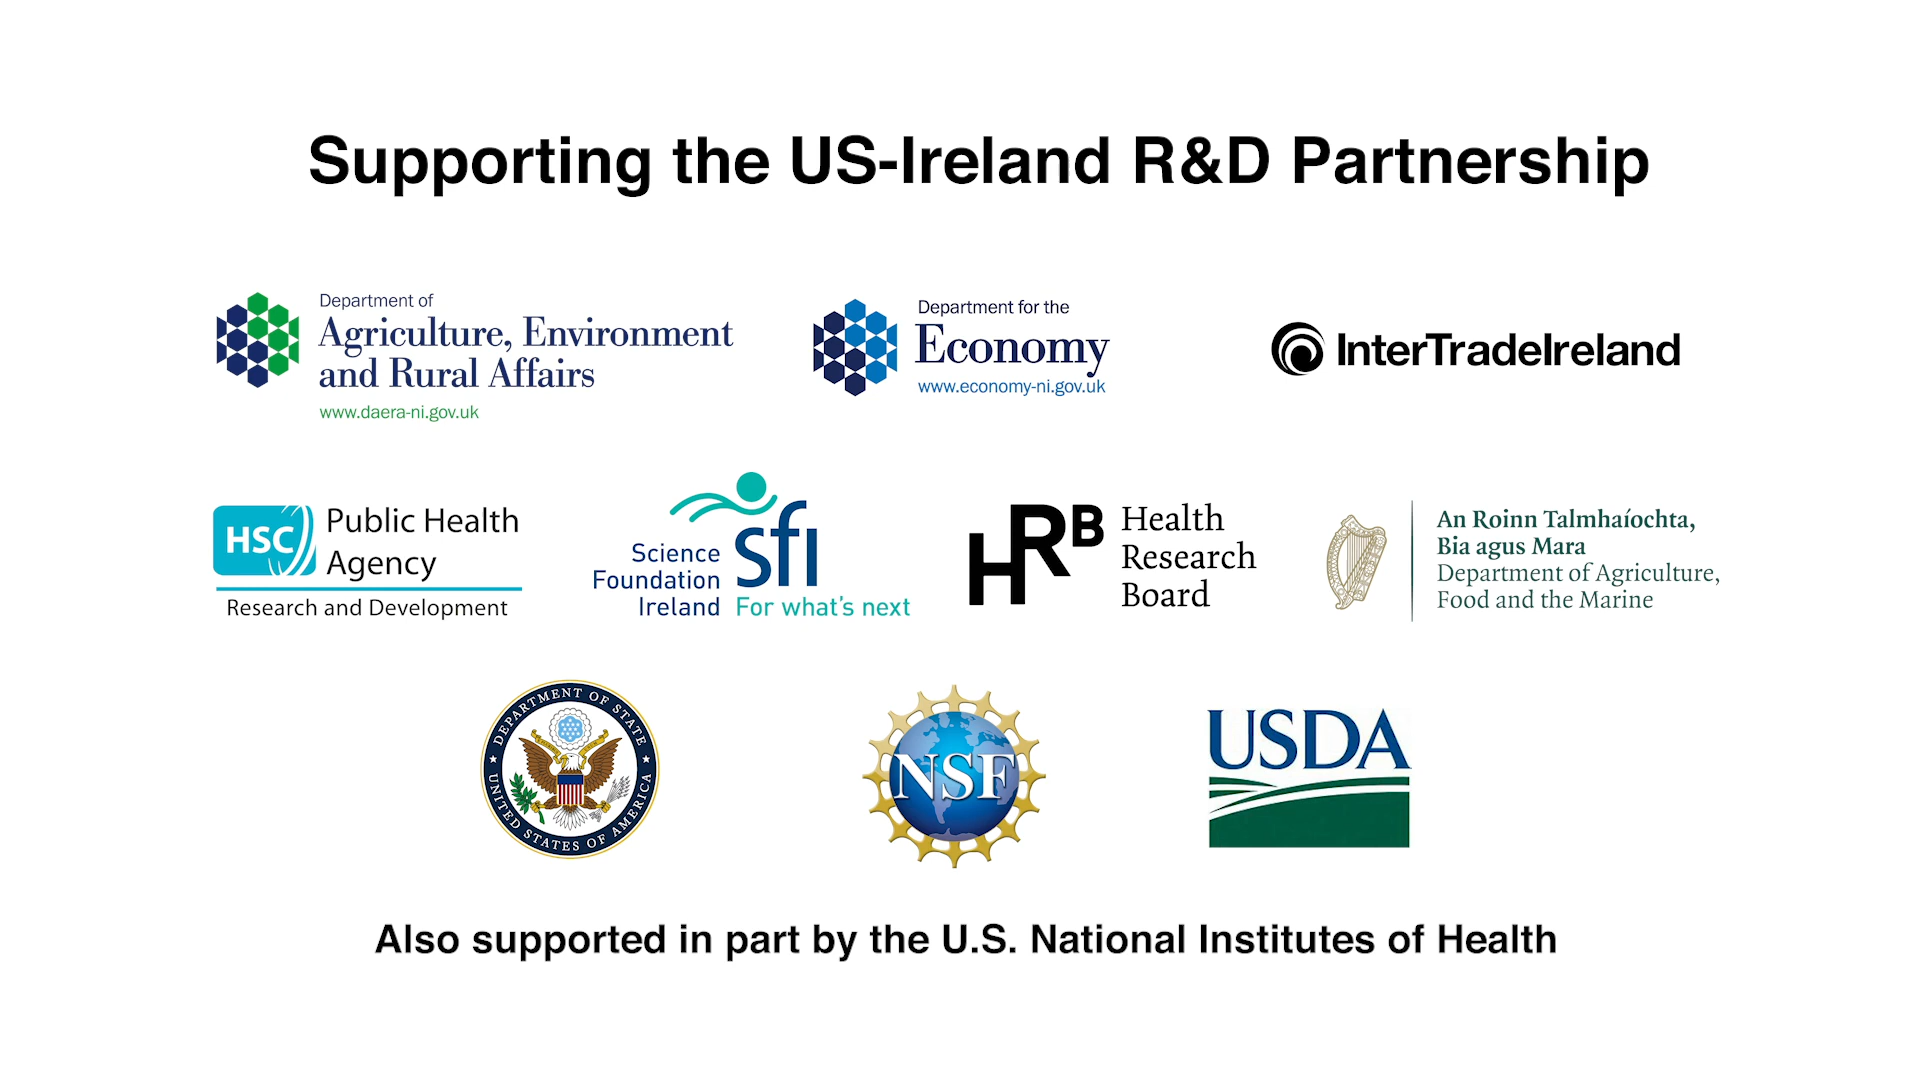 Supporting the US-Ireland R&D Partnership
Department of
Agriculture, Environment
and Rural Affairs
www.daera-ni.gov.uk
Department for the
Economy
www.economy-ni.gov.uk
InterTradeIreland
HSC
Public Health
Agency
Research and Development
Science
Foundation
Ireland
sfi
For what's next
HRB
Health
Research
Board
An Roinn Talmhaíochta,
Bia agus Mara
Department of Agriculture,
Food and the Marine
DEPARTMENT OF STATE
UNITED STATES OF AMERICA
NSF
USDA
Also supported in part by the U.S. National Institutes of Health